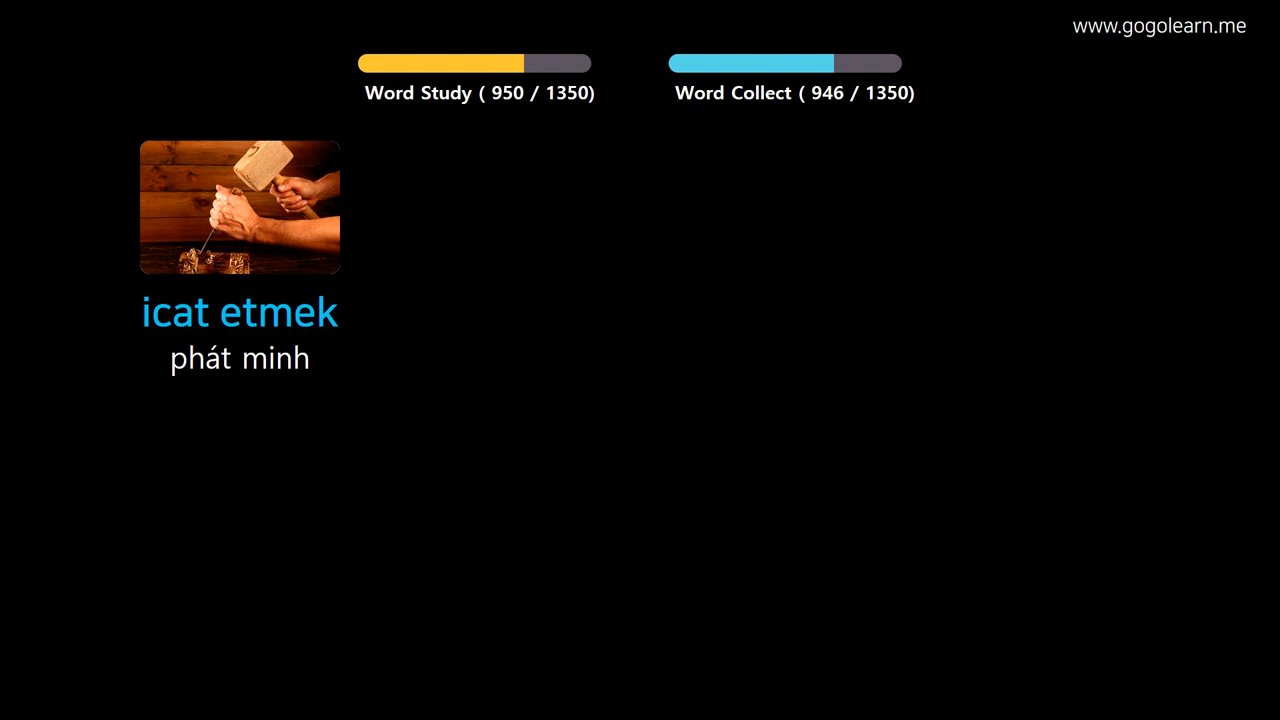 www.gogolearn.me
Word Study ( 950 / 1350)
Word Collect ( 946 / 1350)
icat etmek
phát minh